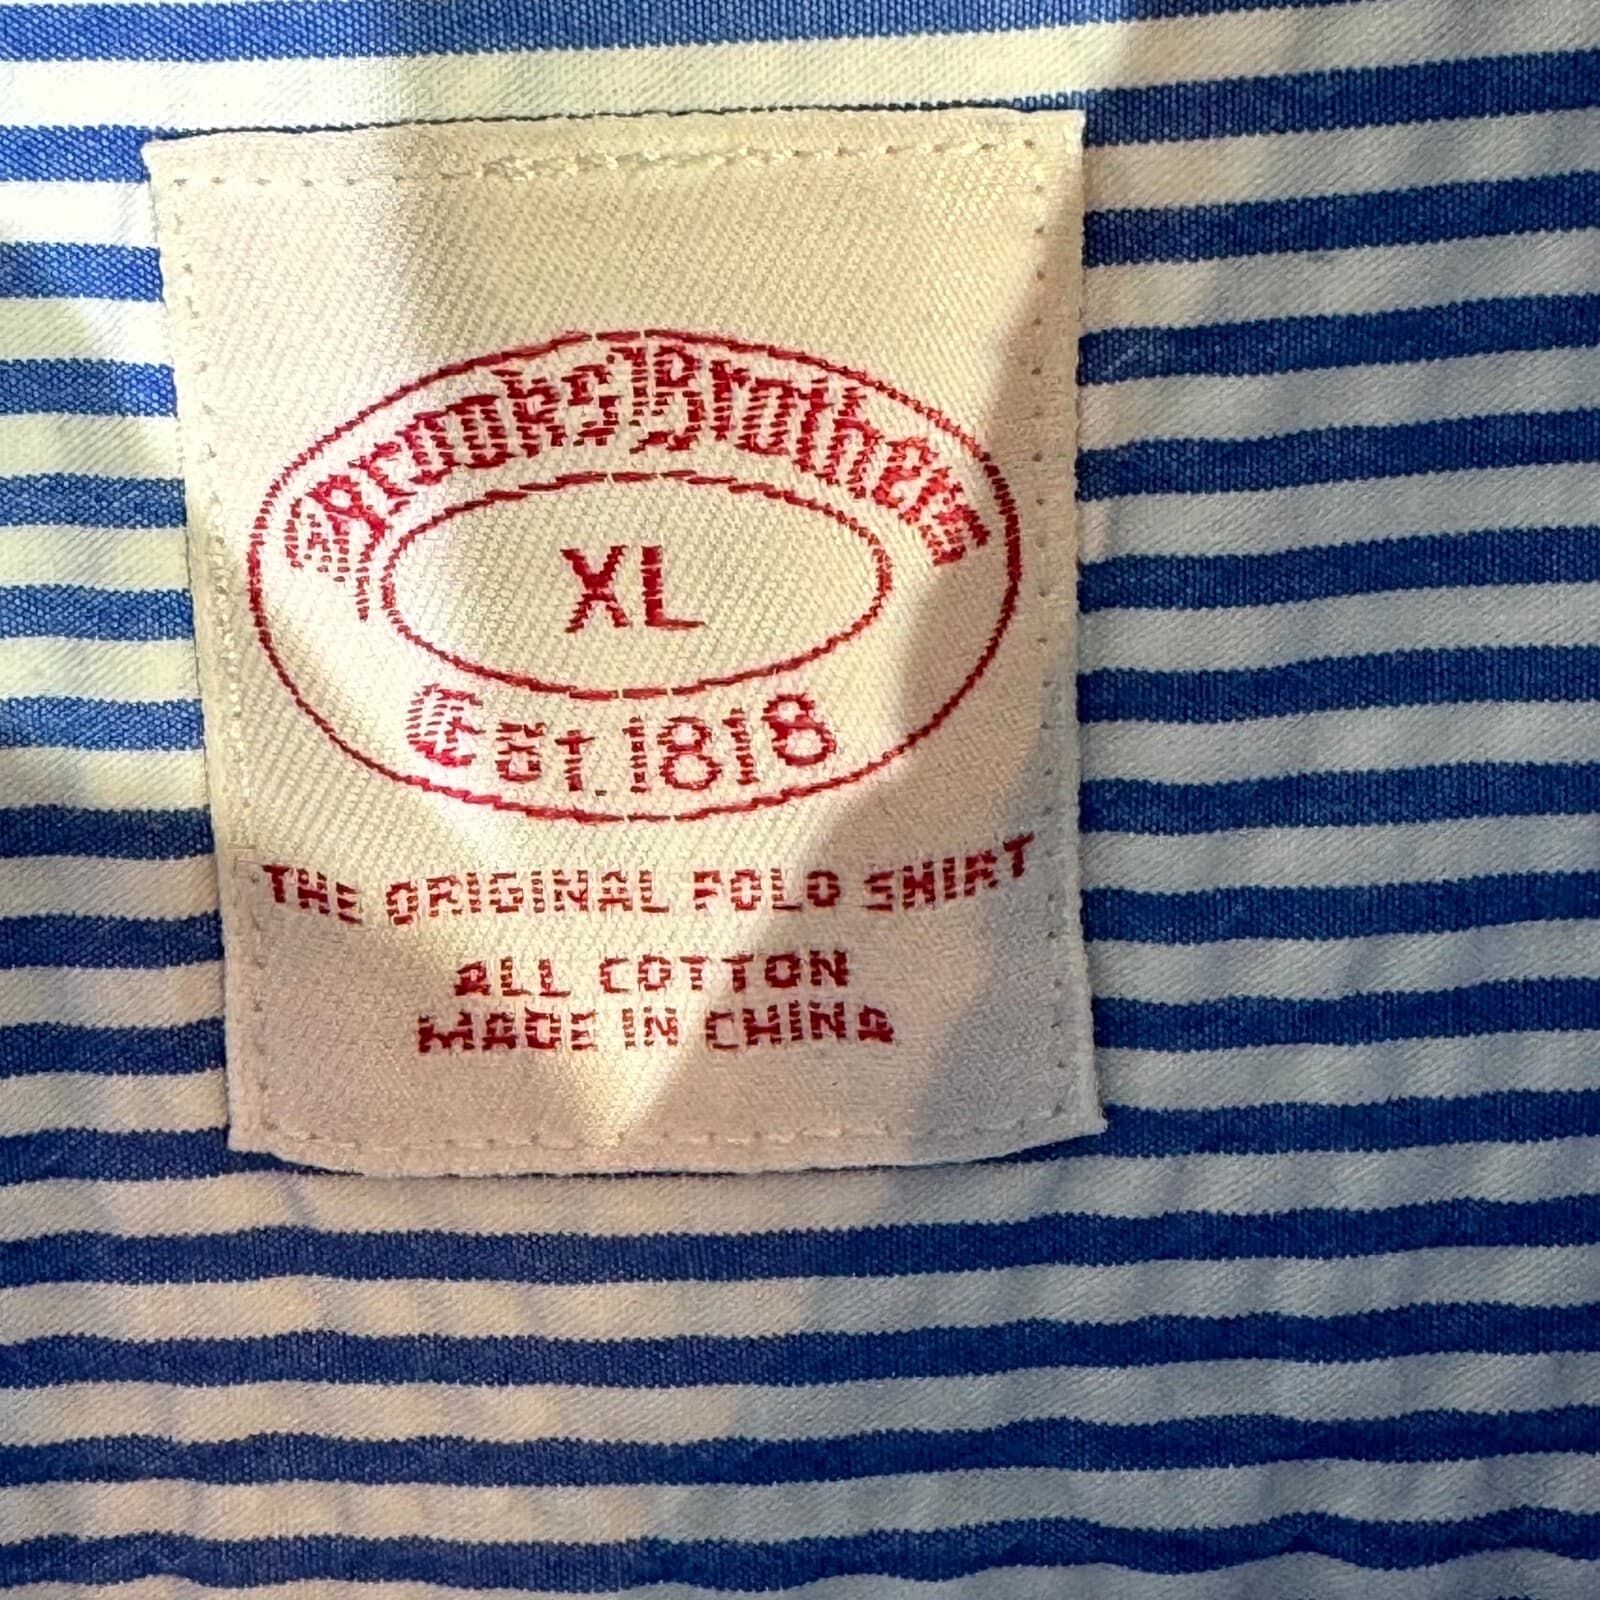 Brooks Brothers
XL
Est. 1818
THE ORIGINAL POLO SHIRT
ALL COTTON
MADE IN CHINA